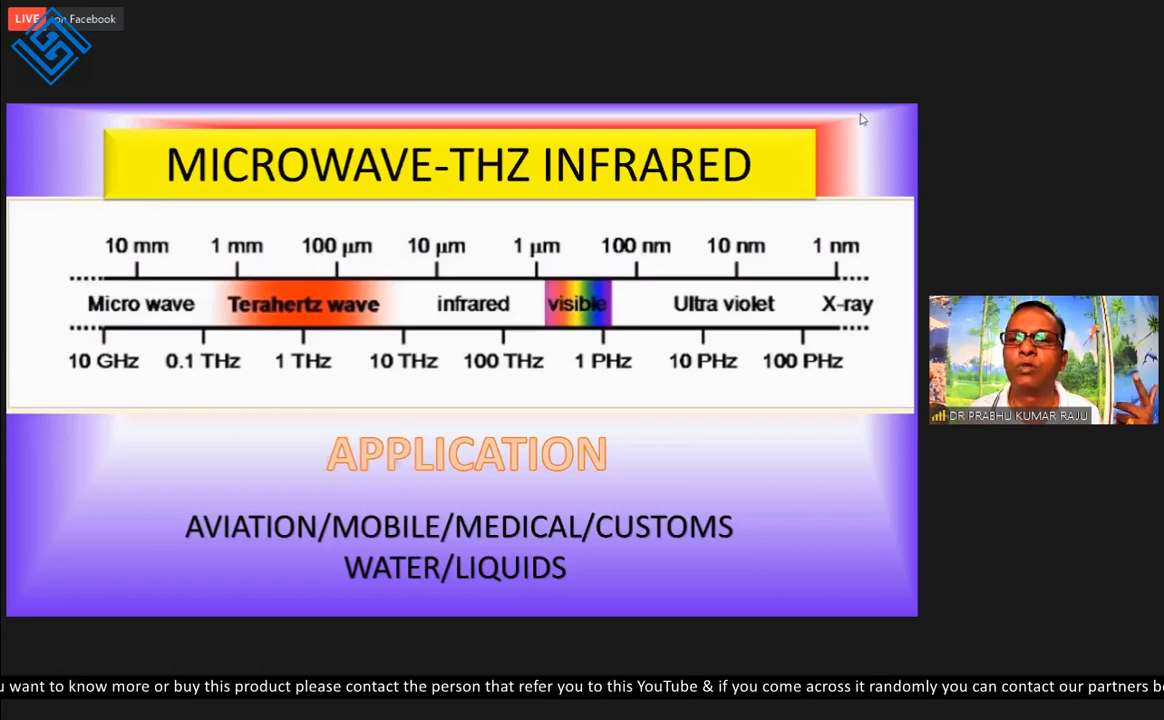 LIVE on Facebook
MICROWAVE-THZ INFRARED
10 mm 1 mm 100 µm 10 µm 1 µm 100 nm 10 nm 1 nm
Micro wave Terahertz wave infrared visible Ultra violet X-ray
10 GHz 0.1 THz 1 THz 10 THz 100 THz 1 PHz 10 PHz 100 PHz
DR PRABHU KUMAR RAJU
APPLICATION
AVIATION/MOBILE/MEDICAL/CUSTOMS
WATER/LIQUIDS
want to know more or buy this product please contact the person that refer you to this YouTube & if you come across it randomly you can contact our partners